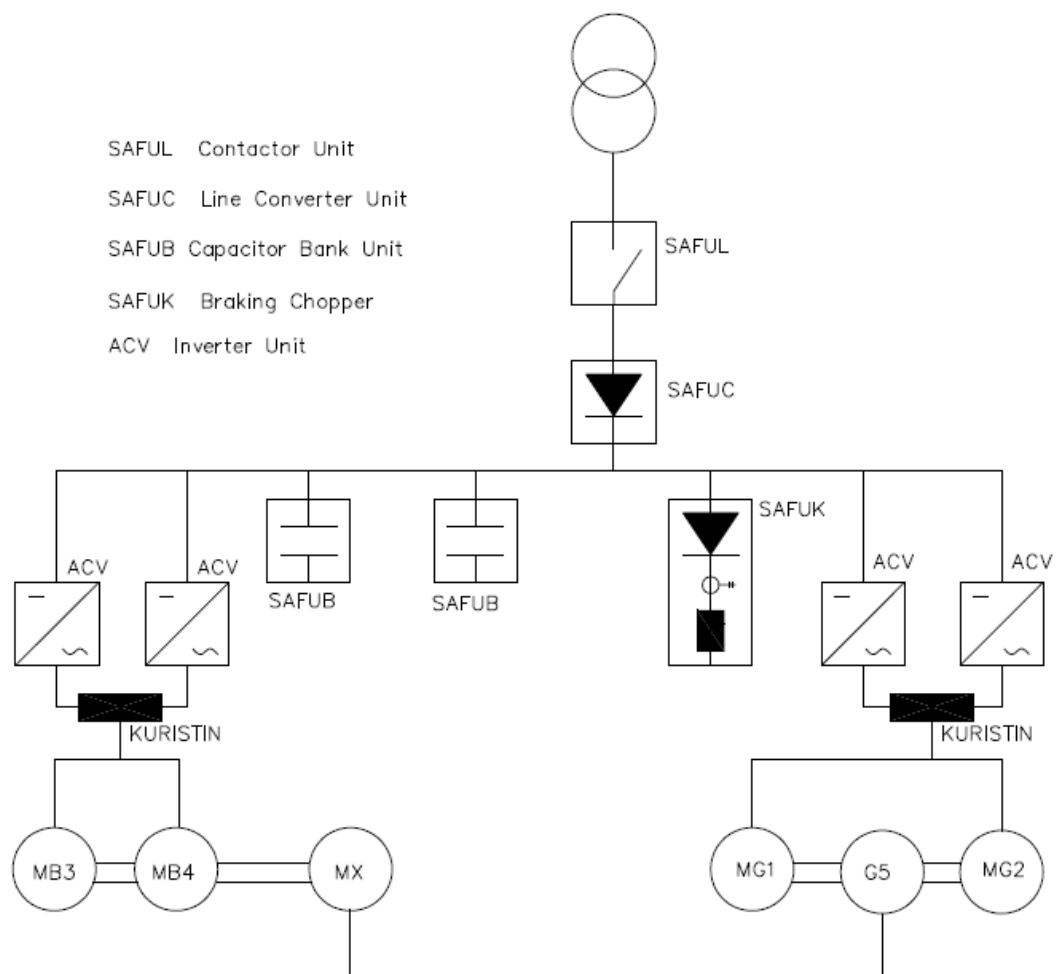 SAFUL Contactor Unit
SAFUC Line Converter Unit
SAFUB Capacitor Bank Unit
SAFUK Braking Chopper
ACV Inverter Unit
SAFUL
SAFUC
SAFUK
ACV
ACV
SAFUB
SAFUB
ACV
ACV
KURISTIN
KURISTIN
MB3
MB4
MX
MG1
G5
MG2